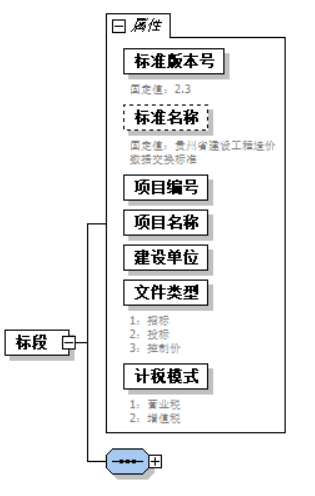 属性
标准版本号
固定值：2.3
标准名称
固定值：贵州省建设工程造价
数据交换标准
项目编号
项目名称
建设单位
文件类型
1：招标
2：投标
3：控制价
标段
计税模式
1：营业税
2：增值税